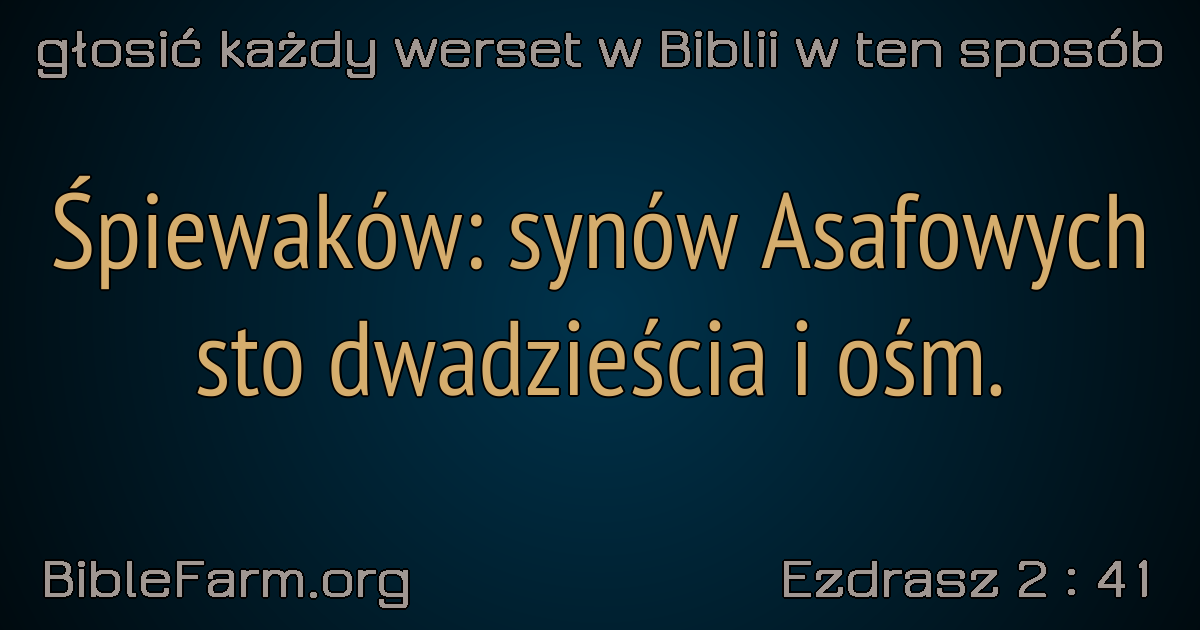 głosić każdy werset w Biblii w ten sposób
Śpiewaków: synów Asafowych
sto dwadzieścia i ośm.
BibleFarm.org
Ezdrasz 2 : 41